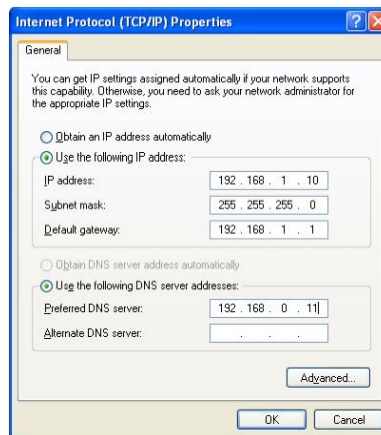 Internet Protocol (TCP/IP) Properties
General
You can get IP settings assigned automatically if your network supports
this capability. Otherwise, you need to ask your network administrator for
the appropriate IP settings.
Obtain an IP address automatically
Use the following IP address:
IP address: 192 . 168 . 1 . 10
Subnet mask: 255 . 255 . 255 . 0
Default gateway: 192 . 168 . 1 . 1
Obtain DNS server address automatically
Use the following DNS server addresses:
Preferred DNS server: 192 . 168 . 0 . 11
Alternate DNS server: . . .
Advanced...
OK Cancel